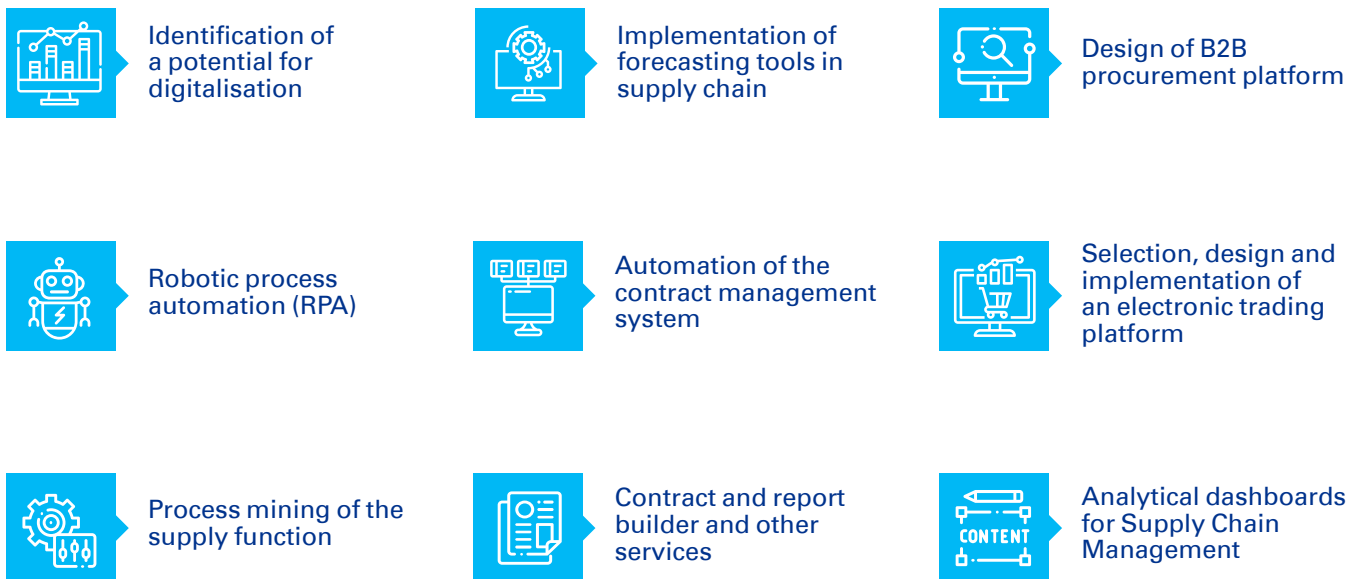 Identification of
a potential for
digitalisation
Implementation of
forecasting tools in
supply chain
Design of B2B
procurement platform
Robotic process
automation (RPA)
Automation of the
contract management
system
Selection, design and
implementation of
an electronic trading
platform
Process mining of the
supply function
Contract and report
builder and other
services
CONTENT
Analytical dashboards
for Supply Chain
Management